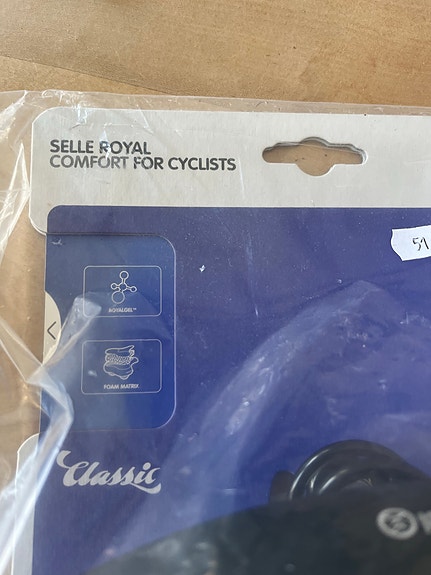 SELLE ROYAL
COMFORT FOR CYCLISTS
51
ROYALGEL™
FOAM MATRIX
Classic